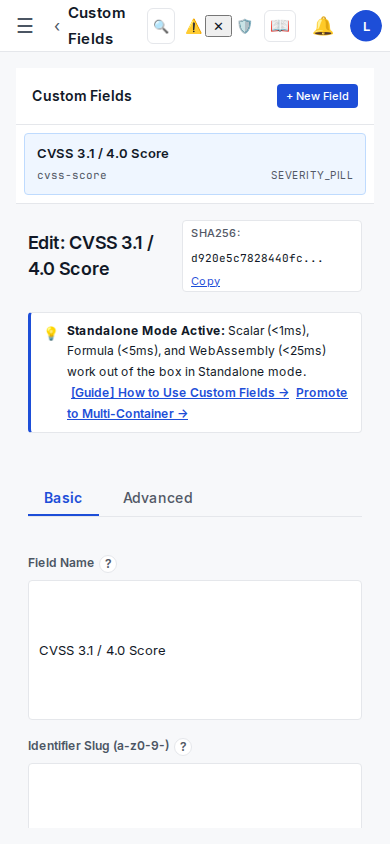 Custom
Fields
L
Custom Fields
+ New Field
CVSS 3.1 / 4.0 Score
cvss-score
SEVERITY_PILL
Edit: CVSS 3.1 /
4.0 Score
SHA256:
d920e5c7828440fc...
Copy
Standalone Mode Active: Scalar (<1ms),
Formula (<5ms), and WebAssembly (<25ms)
work out of the box in Standalone mode.
[Guide] How to Use Custom Fields → Promote
to Multi-Container →
Basic
Advanced
Field Name ?
CVSS 3.1 / 4.0 Score
Identifier Slug (a-z0-9-) ?